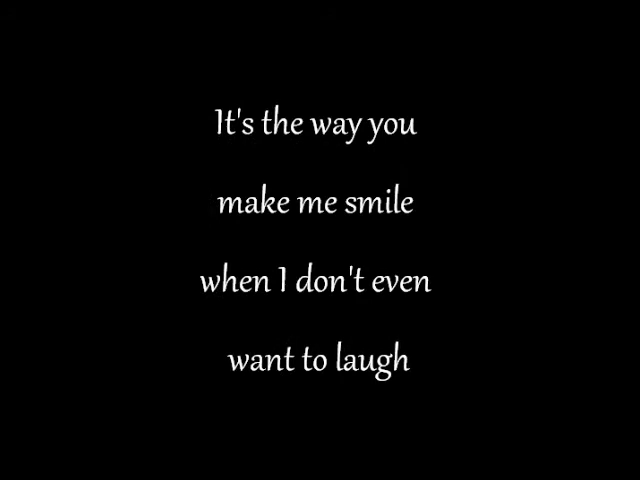 It's the way you
make me smile
when I don't even
want to laugh